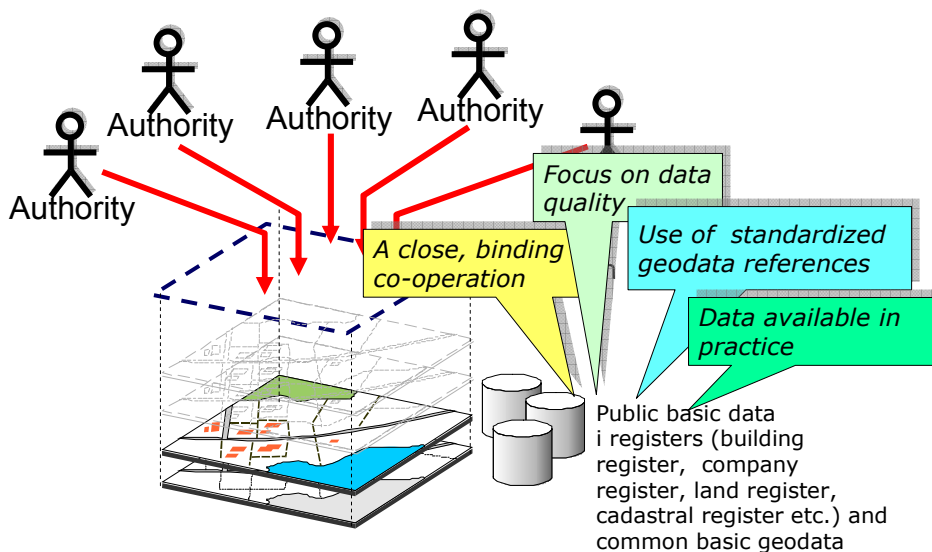 Authority
Authority
Authority
Authority
Focus on data
quality
A close, binding
co-operation
Use of  standardized
geodata references
Data available in
practice
Public basic data
i registers (building
register,  company
register, land register,
cadastral register etc.) and
common basic geodata